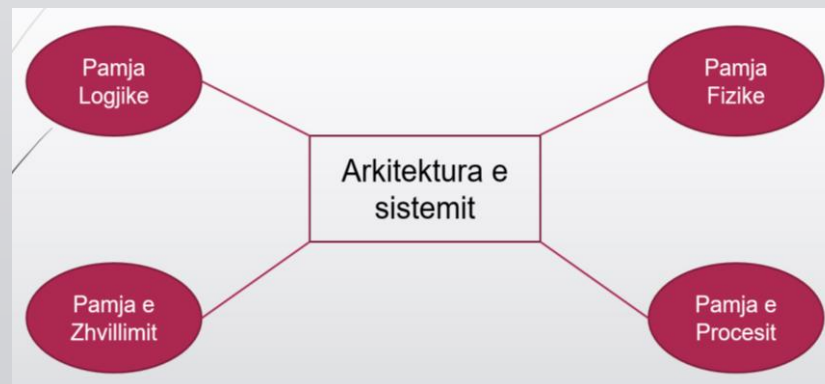 Pamja
Logjike
Pamja
Fizike
Arkitektura e
sistemit
Pamja e
Zhvillimit
Pamja e
Procesit